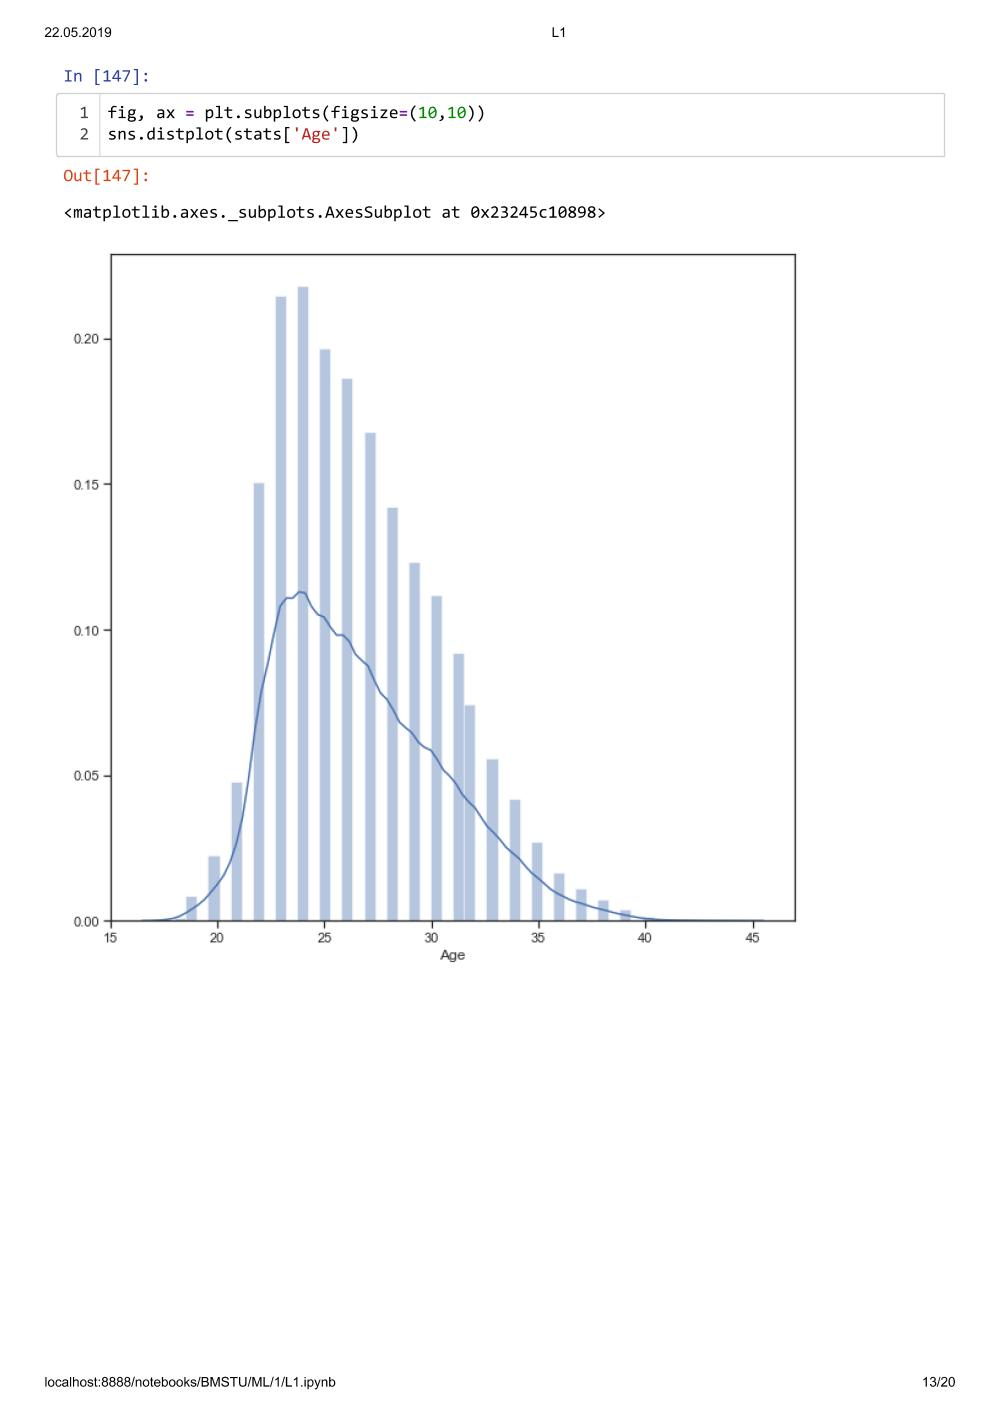 22.05.2019 L1
In [147]:
1 fig, ax = plt.subplots(figsize=(10,10))
2 sns.distplot(stats['Age'])
Out[147]:
<matplotlib.axes._subplots.AxesSubplot at 0x23245c10898>
0.20
0.15
0.10
0.05
0.00
15 20 25 30 35 40 45
Age
localhost:8888/notebooks/BMSTU/ML/1/L1.ipynb 13/20